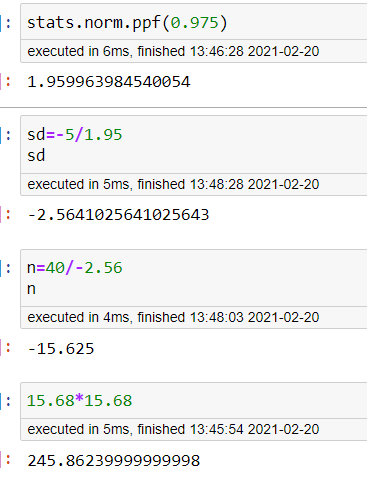 ]: stats.norm.ppf(0.975)
executed in 6ms, finished 13:46:28 2021-02-20
]: 1.959963984540054
]: sd=-5/1.95
sd
executed in 5ms, finished 13:48:28 2021-02-20
]: -2.5641025641025643
]: n=40/-2.56
n
executed in 4ms, finished 13:48:03 2021-02-20
]: -15.625
]: 15.68*15.68
executed in 5ms, finished 13:45:54 2021-02-20
]: 245.86239999999998